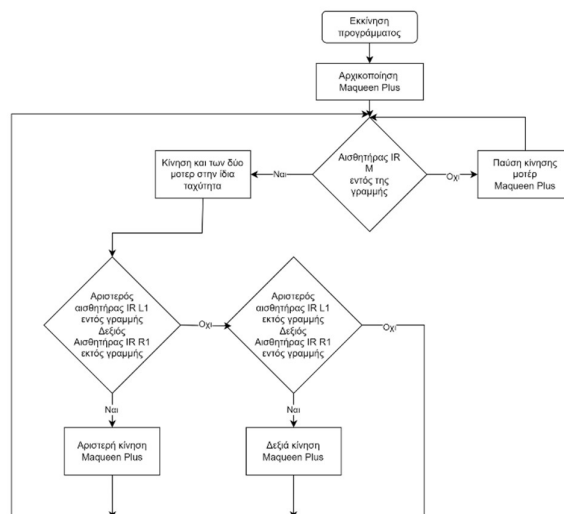 Εκκίνηση
προγράμματος
Αρχικοποίηση
Maqueen Plus
Αισθητήρας IR
M
εντός της
γραμμής
Ναι
Οχι
Κίνηση και των δύο
μοτερ στην ίδια
ταχύτητα
Παύση κίνησης
μοτέρ
Maqueen Plus
Αριστερός
αισθητήρας IR L1
εντός γραμμής
Δεξιός
Αισθητήρας IR R1
εκτός γραμμής
Οχι
Αριστερός
αισθητήρας IR L1
εκτός γραμμής
Δεξιός
Αισθητήρας IR R1
εντός γραμμής
Οχι
Ναι
Ναι
Αριστερή κίνηση
Maqueen Plus
Δεξιά κίνηση
Maqueen Plus